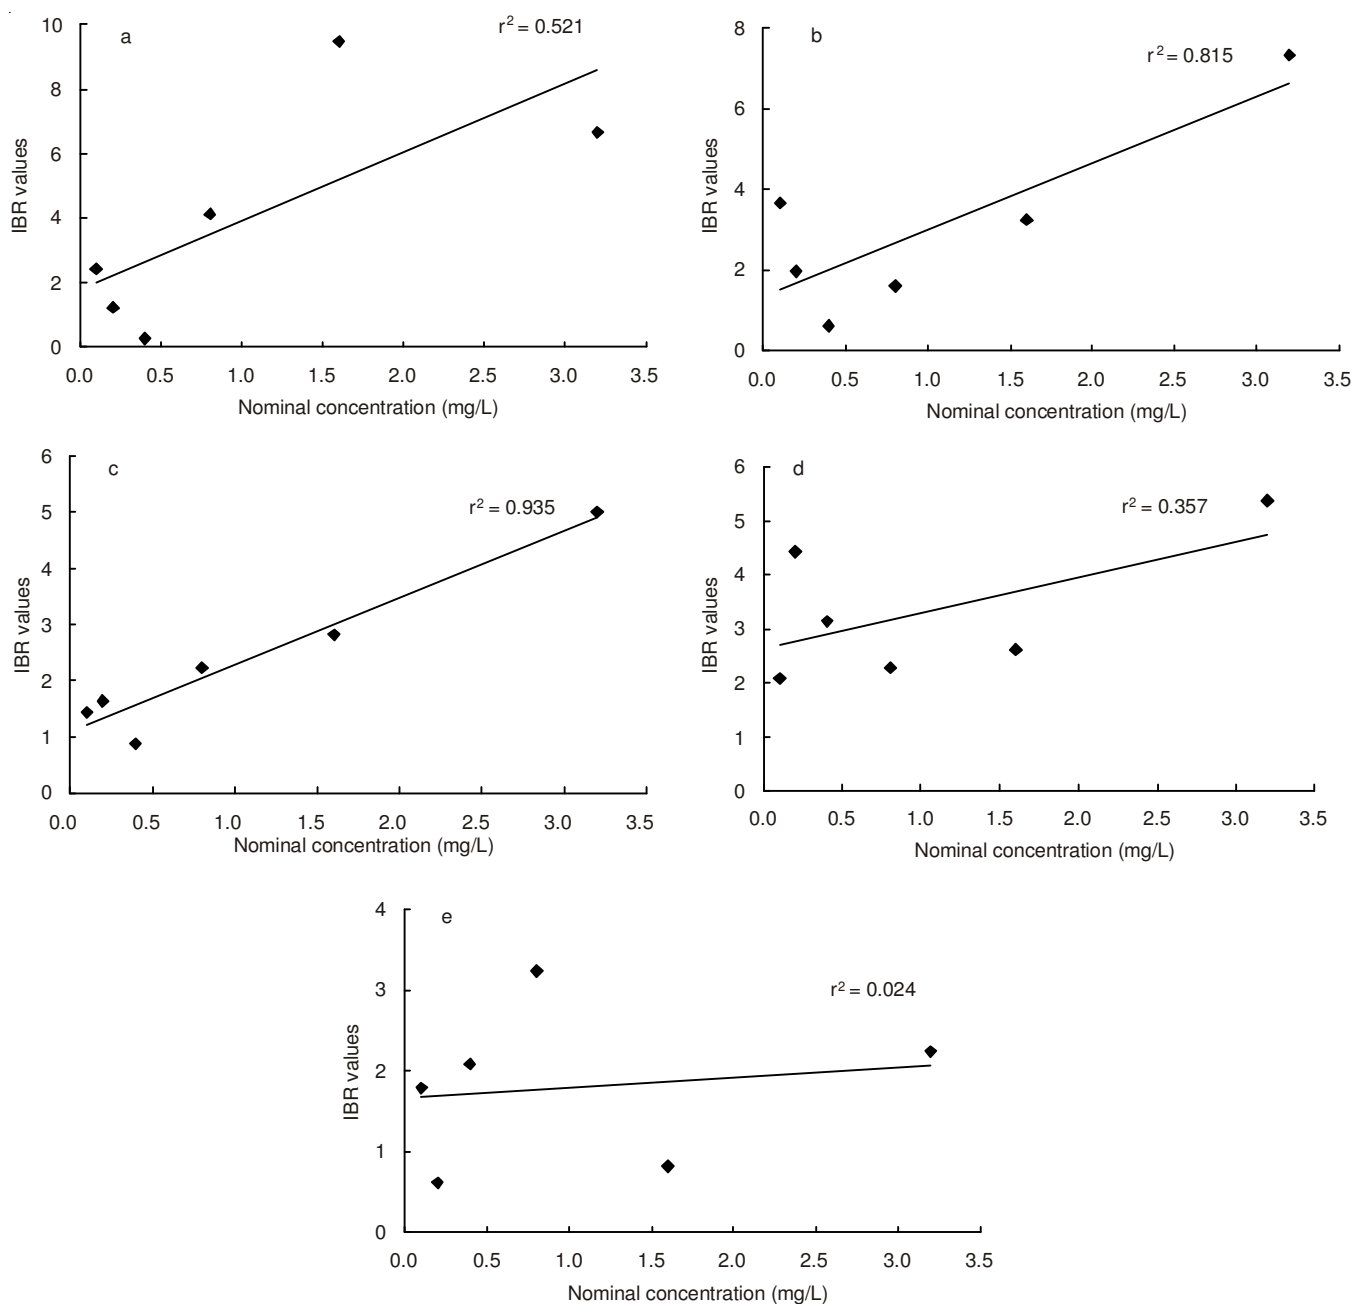 a
r² = 0.521
10
8
6
4
2
0
IBR values
0.0 0.5 1.0 1.5 2.0 2.5 3.0 3.5
Nominal concentration (mg/L)
b
r² = 0.815
8
6
4
2
0
IBR values
0.0 0.5 1.0 1.5 2.0 2.5 3.0 3.5
Nominal concentration (mg/L)
c
r² = 0.935
6
5
4
3
2
1
0
IBR values
0.0 0.5 1.0 1.5 2.0 2.5 3.0 3.5
Nominal concentration (mg/L)
d
r² = 0.357
6
5
4
3
2
1
0
IBR values
0.0 0.5 1.0 1.5 2.0 2.5 3.0 3.5
Nominal concentration (mg/L)
e
r² = 0.024
4
3
2
1
0
IBR values
0.0 0.5 1.0 1.5 2.0 2.5 3.0 3.5
Nominal concentration (mg/L)